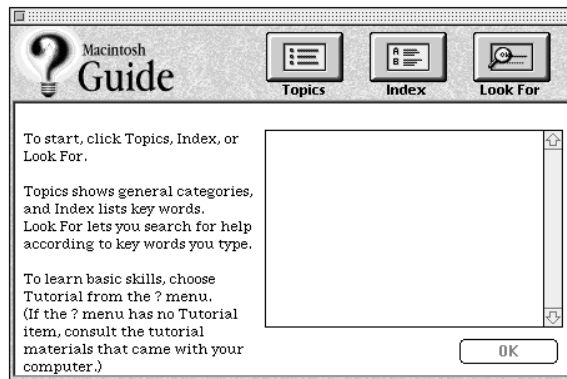 Macintosh
Guide
Topics
Index
Look For
To start, click Topics, Index, or
Look For.
Topics shows general categories,
and Index lists key words.
Look For lets you search for help
according to key words you type.
To learn basic skills, choose
Tutorial from the ? menu.
(If the ? menu has no Tutorial
item, consult the tutorial
materials that came with your
computer.)
OK